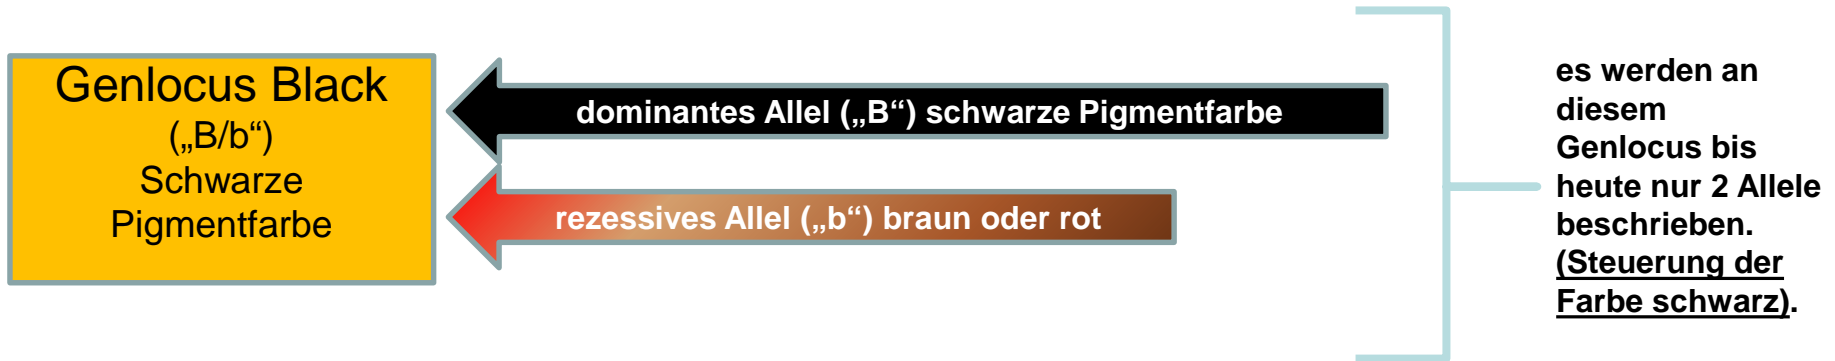 Genlocus Black
(„B/b“)
Schwarze
Pigmentfarbe
dominantes Allel („B“) schwarze Pigmentfarbe
rezessives Allel („b“) braun oder rot
es werden an
diesem
Genlocus bis
heute nur 2 Allele
beschrieben.
(Steuerung der
Farbe schwarz).